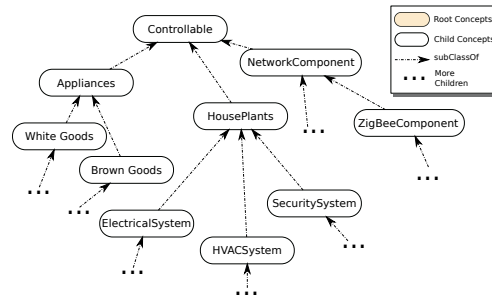 Controllable
Root Concepts
Child Concepts
subClassOf
More
Children
NetworkComponent
Appliances
HousePlants
White Goods
ZigBeeComponent
Brown Goods
SecuritySystem
ElectricalSystem
HVACSystem